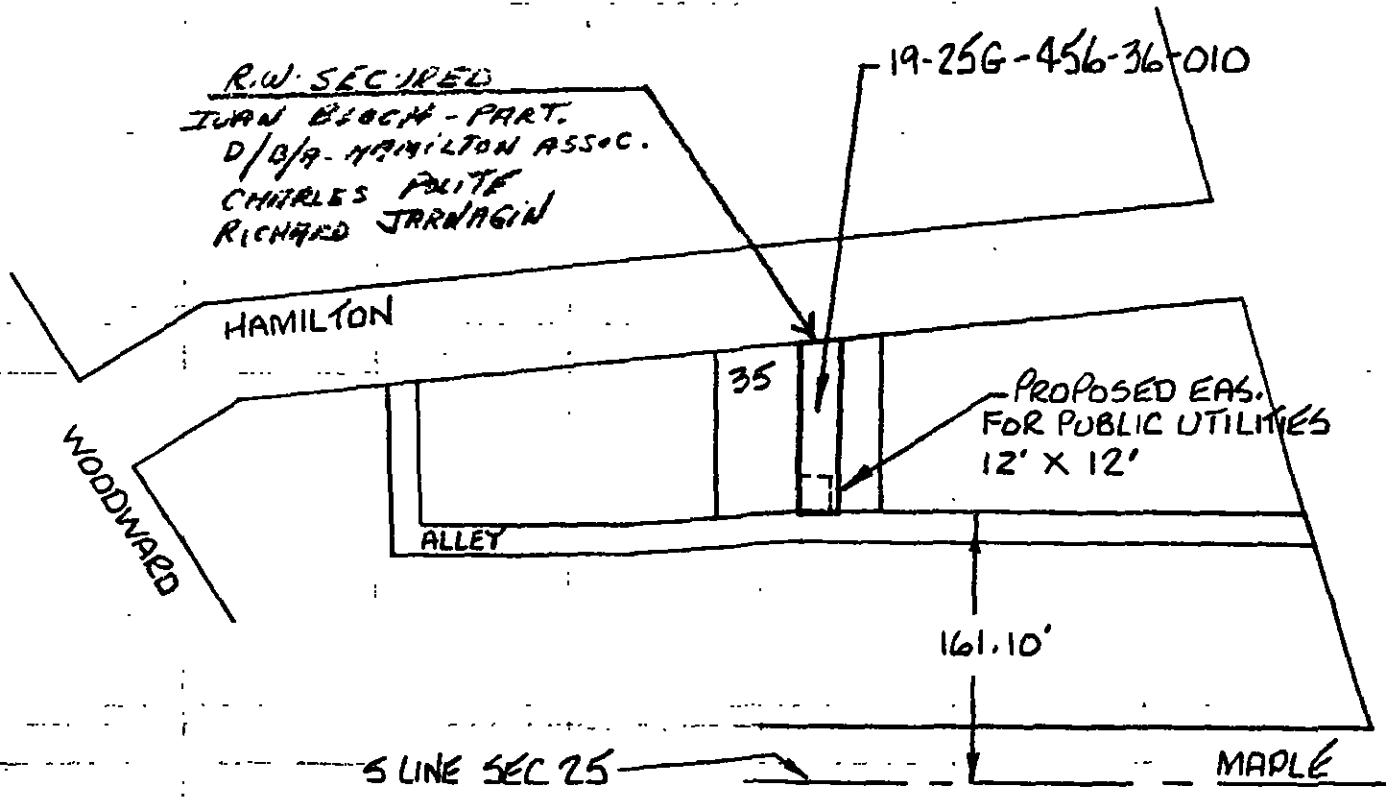 R.W. SECURED
IVAN BLOCH - PART.
D/B/A - HAMILTON ASSOC.
CHARLES POLITE
RICHARD JARNAGIN
19-25G-456-36-010
HAMILTON
35
PROPOSED EAS.
FOR PUBLIC UTILITIES
12' X 12'
WOODWARD
ALLEY
161.10'
S LINE SEC 25
MAPLE